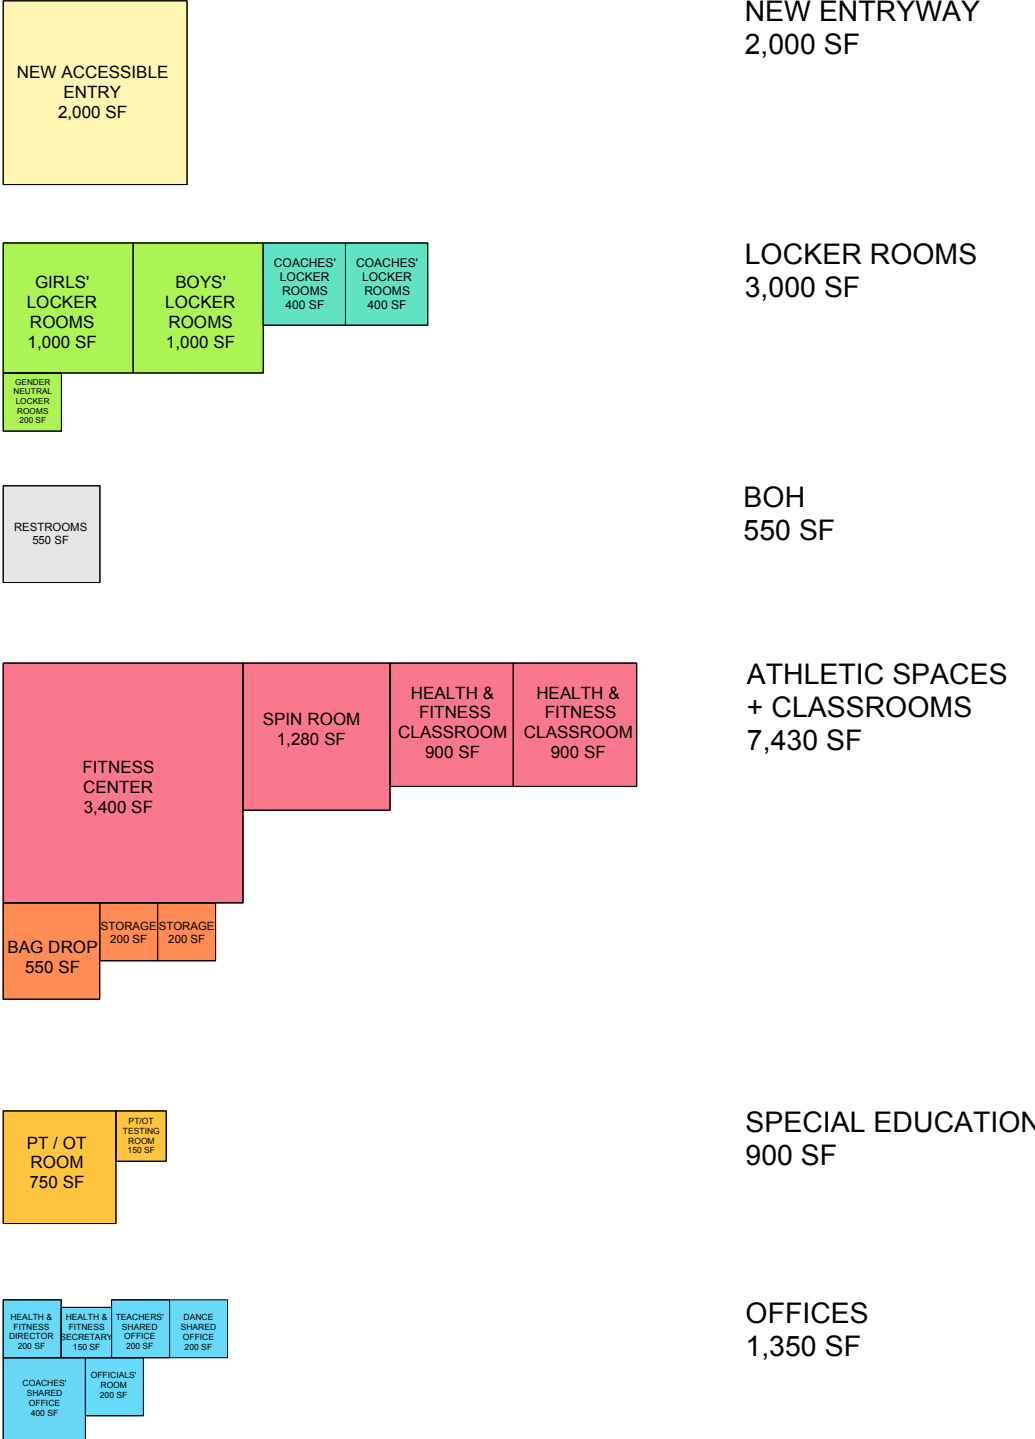 NEW ENTRYWAY
2,000 SF
NEW ACCESSIBLE
ENTRY
2,000 SF
LOCKER ROOMS
3,000 SF
GIRLS'
LOCKER
ROOMS
1,000 SF
BOYS'
LOCKER
ROOMS
1,000 SF
COACHES'
LOCKER
ROOMS
400 SF
COACHES'
LOCKER
ROOMS
400 SF
GENDER
NEUTRAL
LOCKER
ROOMS
200 SF
BOH
550 SF
RESTROOMS
550 SF
ATHLETIC SPACES
+ CLASSROOMS
7,430 SF
FITNESS
CENTER
3,400 SF
SPIN ROOM
1,280 SF
HEALTH &
FITNESS
CLASSROOM
900 SF
HEALTH &
FITNESS
CLASSROOM
900 SF
BAG DROP
550 SF
STORAGE
200 SF
STORAGE
200 SF
SPECIAL EDUCATION
900 SF
PT / OT
ROOM
750 SF
PT/OT
TESTING
ROOM
150 SF
OFFICES
1,350 SF
HEALTH &
FITNESS
DIRECTOR
200 SF
HEALTH &
FITNESS
SECRETARY
150 SF
TEACHERS'
SHARED
OFFICE
200 SF
DANCE
SHARED
OFFICE
200 SF
COACHES'
SHARED
OFFICE
400 SF
OFFICIALS'
ROOM
200 SF